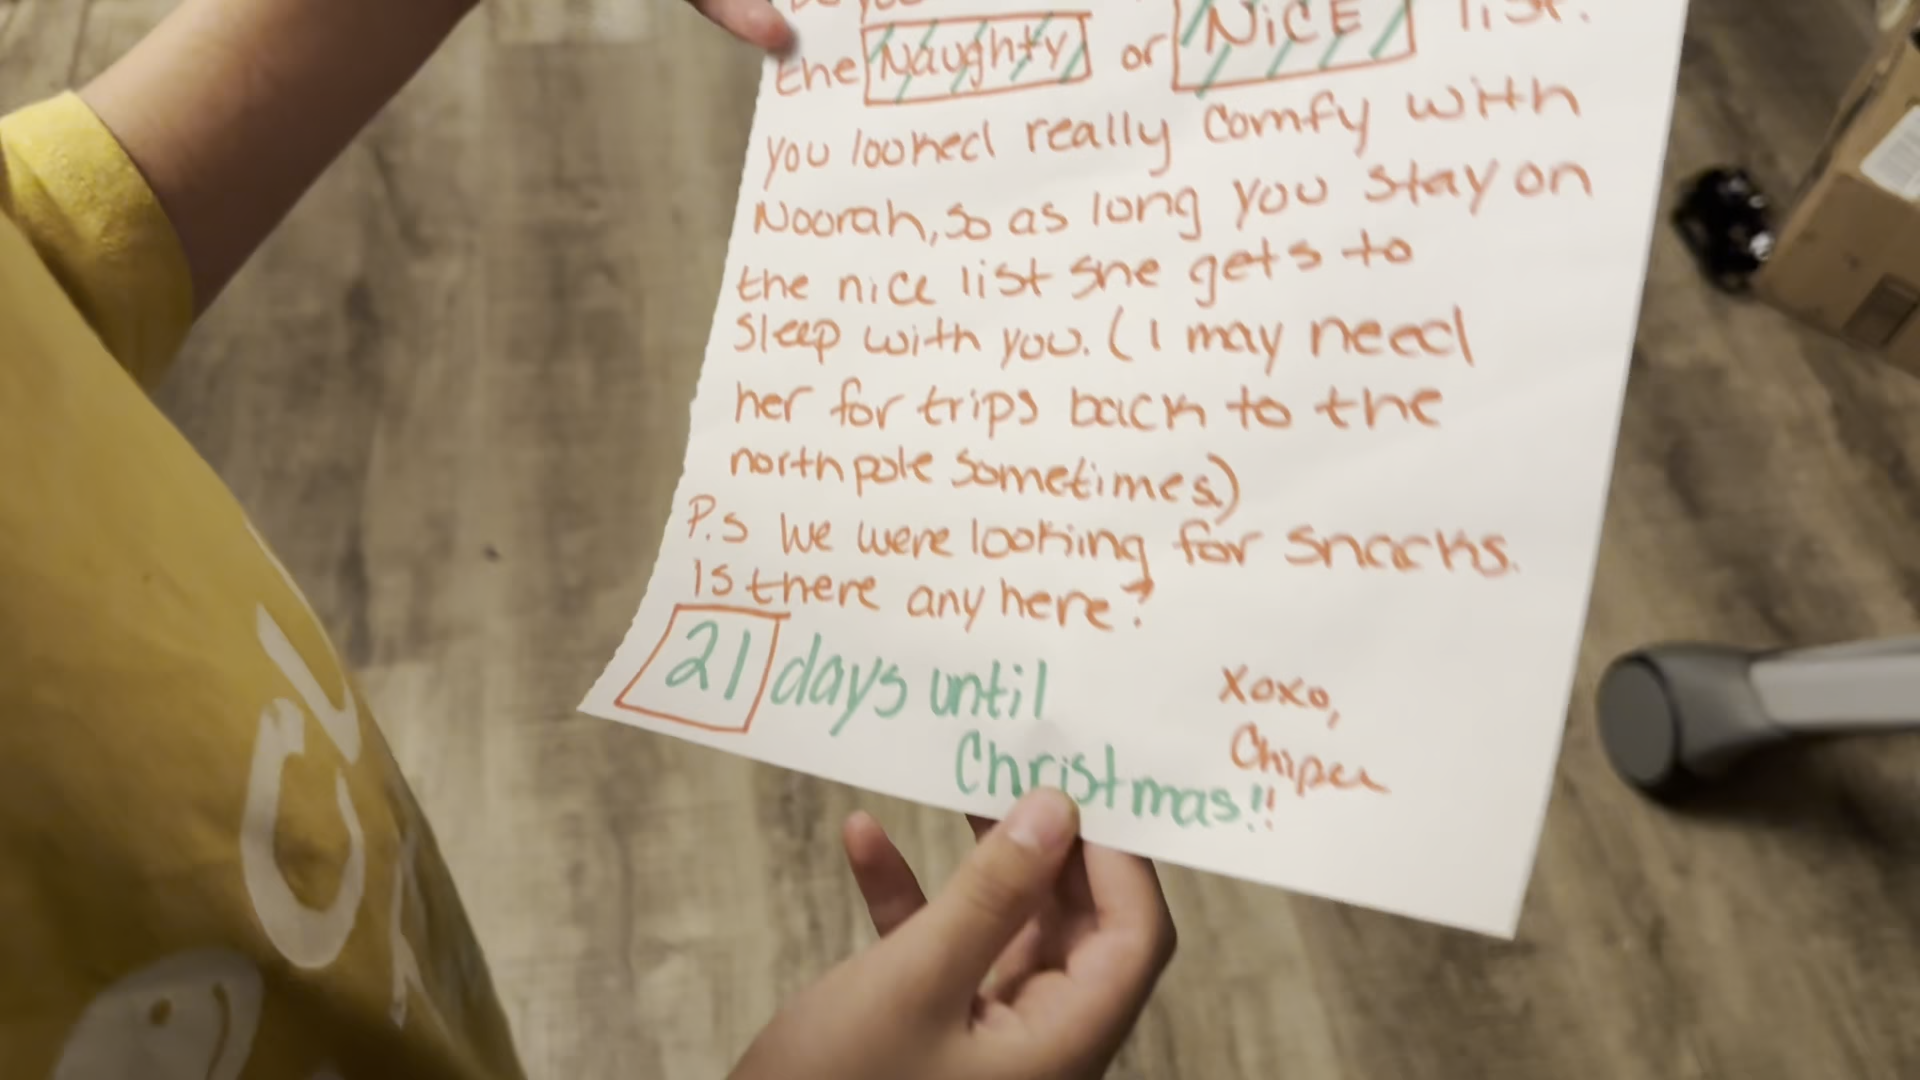 the Naughty or NiCE list.
you looked really comfy with
Noorah, so as long you stay on
the nice list she gets to
sleep with you. (I may need
her for trips back to the
north pole sometimes.)
P.S We were looking for snacks.
Is there any here?
21 days until
Christmas!!
xoxo,
Chiper